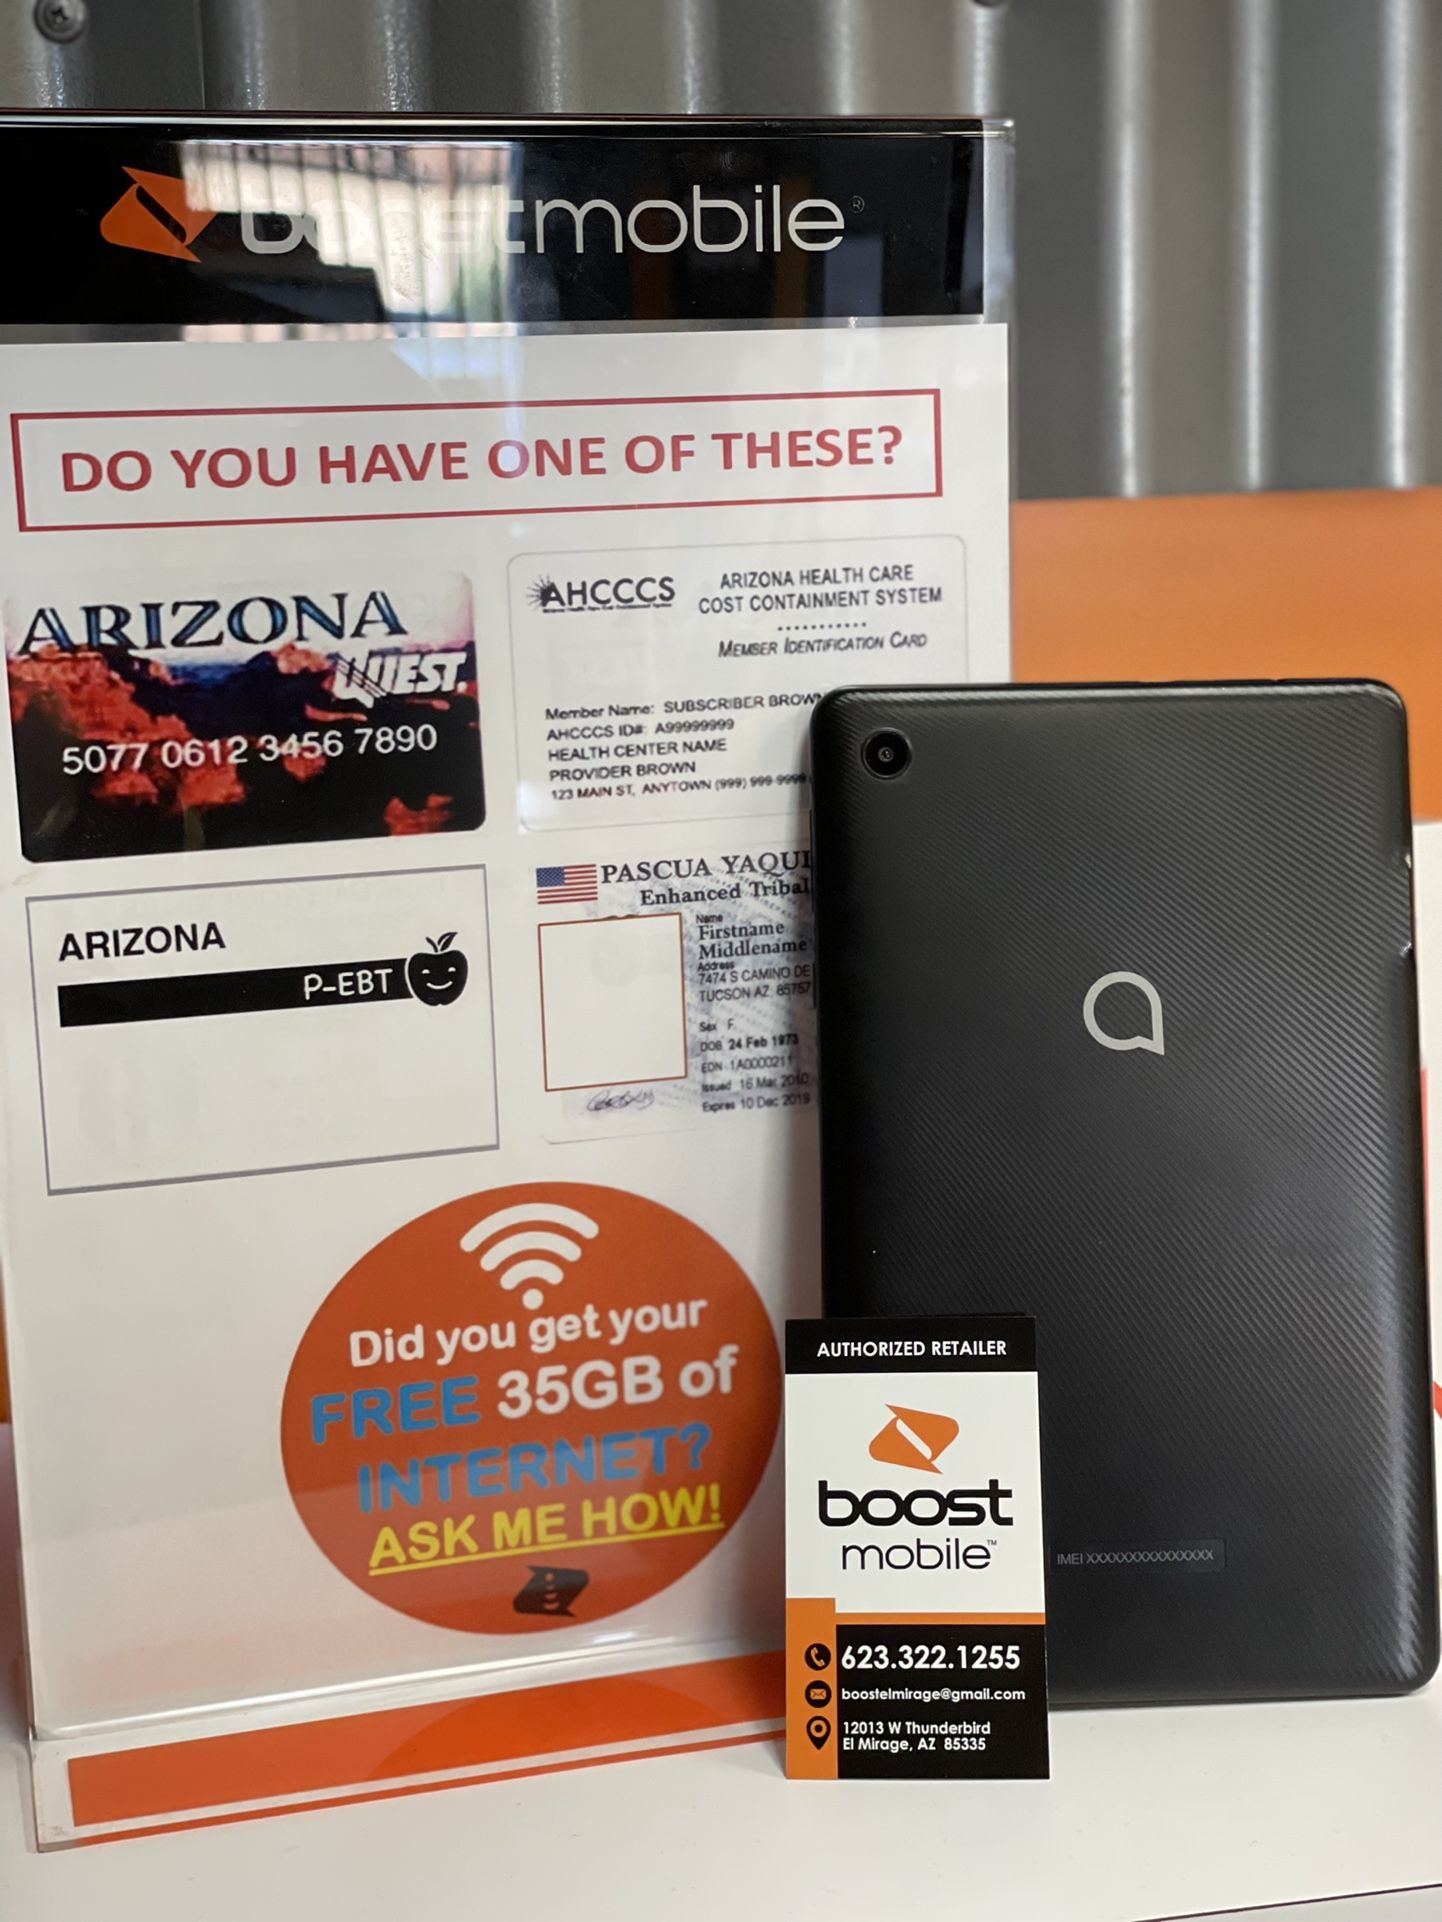 boostmobile®
DO YOU HAVE ONE OF THESE?
ARIZONA
QUEST.
5077 0612 3456 7890
AHCCCS
ARIZONA HEALTH CARE
COST CONTAINMENT SYSTEM
MEMBER IDENTIFICATION CARD
Member Name: SUBSCRIBER BROWN
AHCCCS ID#: A99999999
HEALTH CENTER NAME
PROVIDER BROWN
123 MAIN ST, ANYTOWN (999) 999-9999
ARIZONA
P-EBT
PASCUA YAQUI
Enhanced Tribal
Name
Firstname
Middlename
Address
7474 S CAMINO DE
TUCSON AZ. 85757
Sex F
DOB 24 Feb 1973
EDN 1A0000211
Issued 16 Mar 2010
Expires 10 Dec 2019
Did you get your
FREE 35GB of
INTERNET?
ASK ME HOW!
AUTHORIZED RETAILER
boost
mobile™
623.322.1255
boostelmirage@gmail.com
12013 W Thunderbird
El Mirage, AZ 85335
IMEI XXXXXXXXXXXXXXX